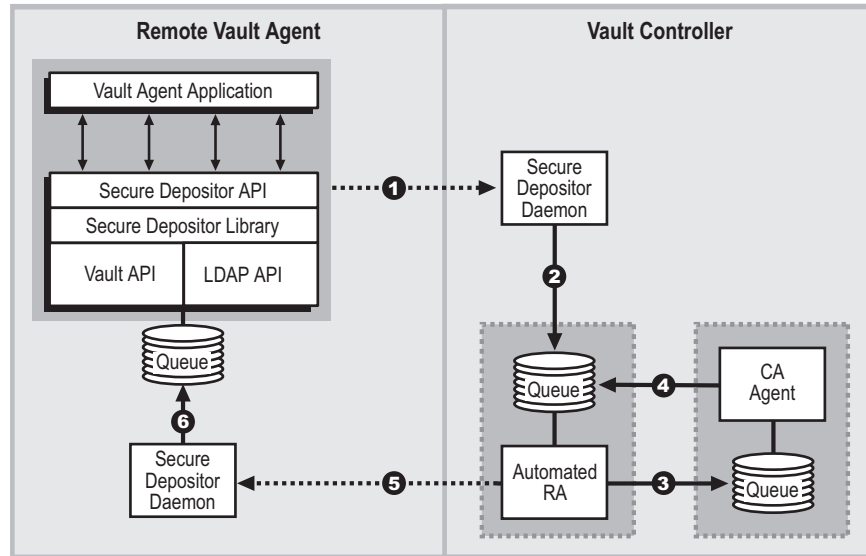 Remote Vault Agent
Vault Controller
Vault Agent Application
Secure Depositor API
Secure Depositor Library
Vault API
LDAP API
Queue
6
Secure
Depositor
Daemon
1
Secure
Depositor
Daemon
2
Queue
4
CA
Agent
Automated
RA
3
Queue
5